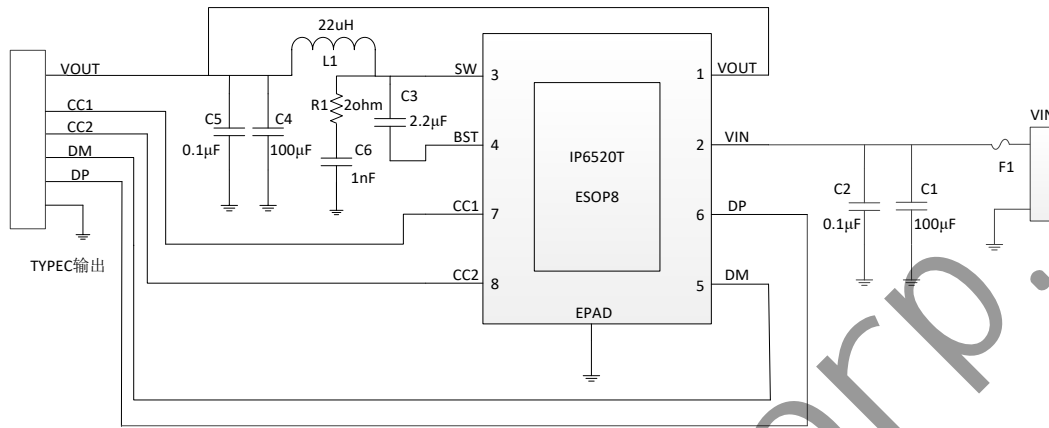 22uH
L1
VOUT
CC1
CC2
DM
DP
TYPEC输出
C5
0.1μF
C4
100μF
R1
2ohm
C6
1nF
C3
2.2μF
SW
3
BST
4
CC1
7
CC2
8
IP6520T
ESOP8
EPAD
1
VOUT
2
VIN
6
DP
5
DM
C2
0.1μF
C1
100μF
F1
VIN
rp.